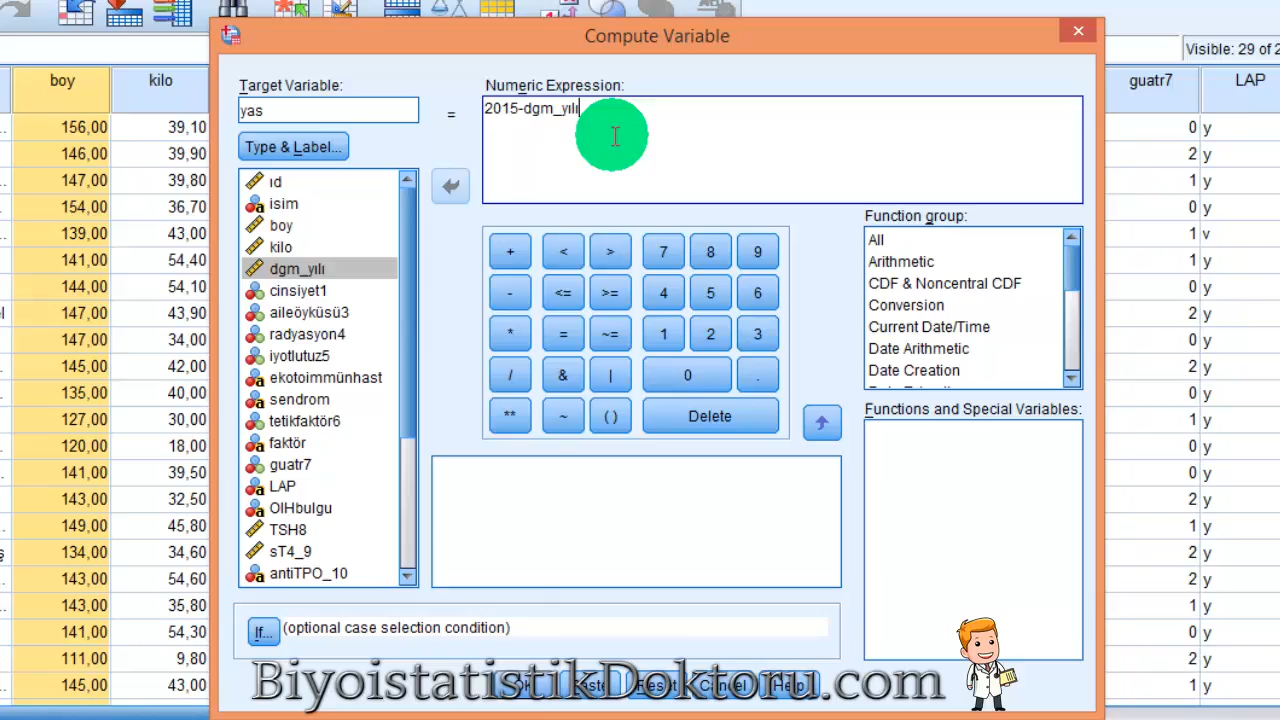 Compute Variable
Visible: 29 of 2
boy
kilo
guatr7
LAP
Target Variable:
yas
=
Numeric Expression:
2015-dgm_yılı
Type & Label...
ıd
isim
boy
kilo
dgm_yılı
cinsiyet1
aileöyküsü3
radyasyon4
iyotlutuz5
ekotoimmünhast
sendrom
tetikfaktör6
faktör
guatr7
LAP
OIHbulgu
TSH8
sT4_9
antiTPO_10
+ < > 7 8 9
- <= >= 4 5 6
* = ~= 1 2 3
/ & | 0 .
** ~ ( ) Delete
Function group:
All
Arithmetic
CDF & Noncentral CDF
Conversion
Current Date/Time
Date Arithmetic
Date Creation
Functions and Special Variables:
If... (optional case selection condition)
156,00 39,10
146,00 39,90
147,00 39,80
154,00 36,70
139,00 43,00
141,00 54,40
144,00 54,10
147,00 43,90
147,00 34,00
145,00 42,00
135,00 40,00
127,00 30,00
120,00 18,00
141,00 39,50
143,00 32,50
149,00 45,80
134,00 34,60
143,00 54,60
143,00 35,80
141,00 54,30
111,00 9,80
145,00 43,00
0 y
2 y
1 y
0 y
1 v
1 y
0 y
2 y
0 y
2 y
0 y
1 y
0 y
0 y
2 y
1 y
2 y
2 y
1 y
0 y
2 y
1 y
Reset Cancel Help
BiyoistatistikDoktoru.com